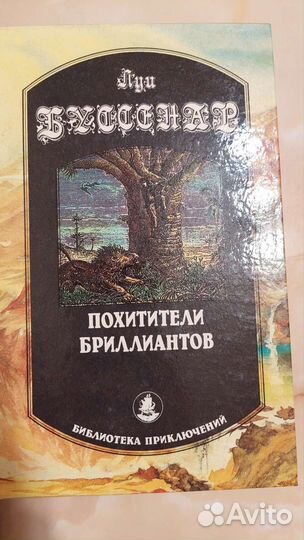 Луи
БУССЕНАР
ПОХИТИТЕЛИ
БРИЛЛИАНТОВ
БИБЛИОТЕКА ПРИКЛЮЧЕНИЙ
Avito